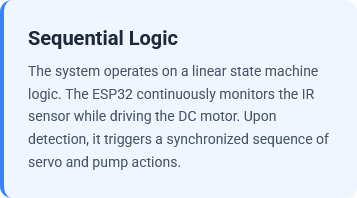 Sequential Logic
The system operates on a linear state machine
logic. The ESP32 continuously monitors the IR
sensor while driving the DC motor. Upon
detection, it triggers a synchronized sequence of
servo and pump actions.